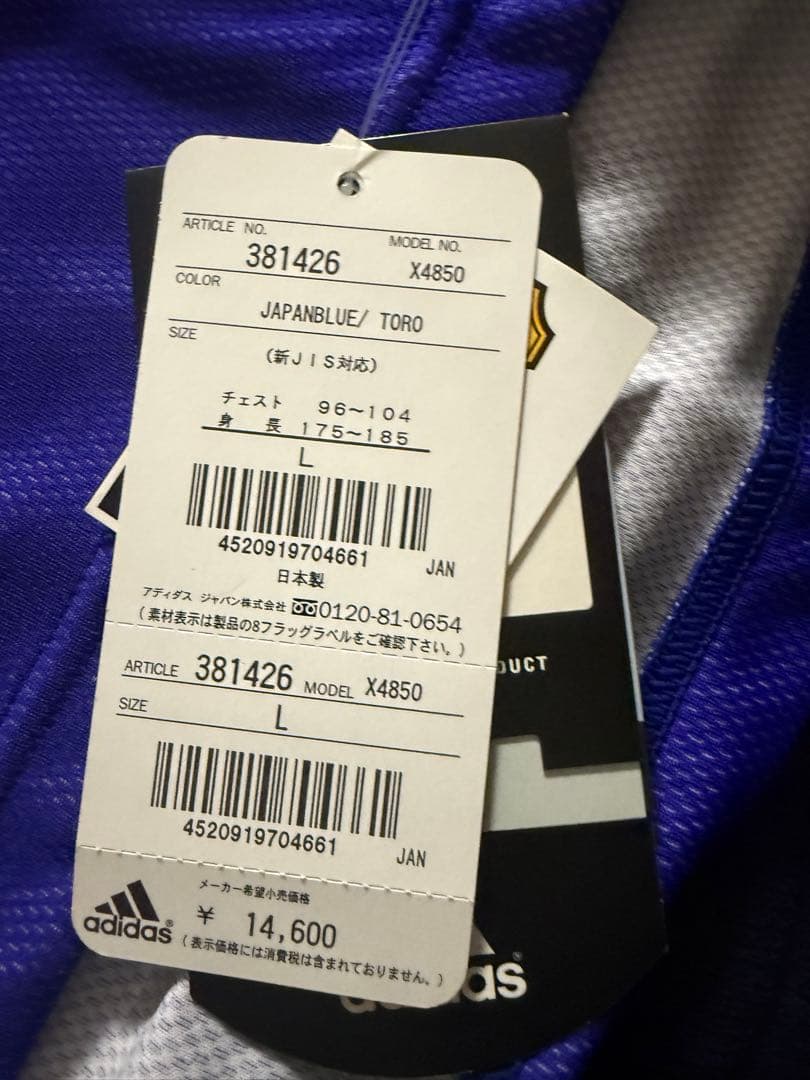 ARTICLE NO.
381426
MODEL NO.
X4850
COLOR
JAPANBLUE/ TORO
SIZE
(新JIS対応)
チェスト 96~104
身 長 175~185
L
4520919704661
JAN
日本製
アディダス ジャパン株式会社 0120-81-0654
(素材表示は製品の8フラッグラベルをご確認下さい。)
ARTICLE 381426 MODEL X4850
SIZE
L
4520919704661
JAN
メーカー希望小売価格
¥ 14,600
(表示価格には消費税は含まれておりません。)
adidas®
DUCT
as®